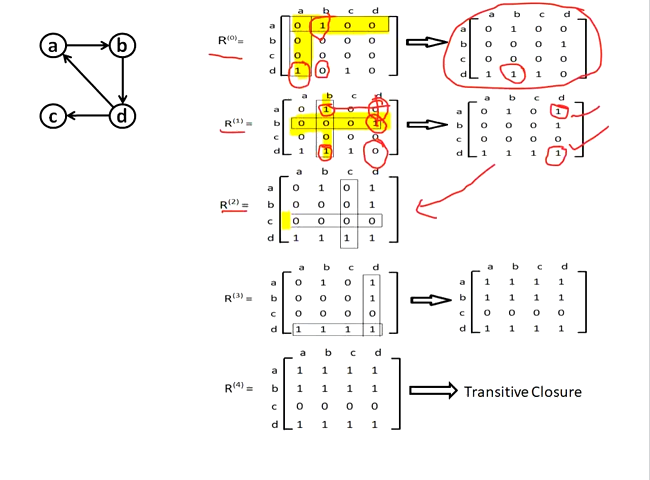 a b
c d
a b c d
R(0)= a 0 1 0 0
b 0 0 0 1
c 0 0 0 0
d 1 0 1 0
a b c d
a 0 1 0 0
b 0 0 0 1
c 0 0 0 0
d 1 1 1 0
a b c d
R(1)= a 0 1 0 0
b 0 0 0 1
c 0 0 0 0
d 1 1 1 0
a b c d
a 0 1 0 1
b 0 0 0 1
c 0 0 0 0
d 1 1 1 1
a b c d
R(2)= a 0 1 0 1
b 0 0 0 1
c 0 0 0 0
d 1 1 1 1
a b c d
R(3)= a 0 1 0 1
b 0 0 0 1
c 0 0 0 0
d 1 1 1 1
a b c d
a 1 1 1 1
b 1 1 1 1
c 0 0 0 0
d 1 1 1 1
a b c d
R(4)= a 1 1 1 1
b 1 1 1 1
c 0 0 0 0
d 1 1 1 1
Transitive Closure